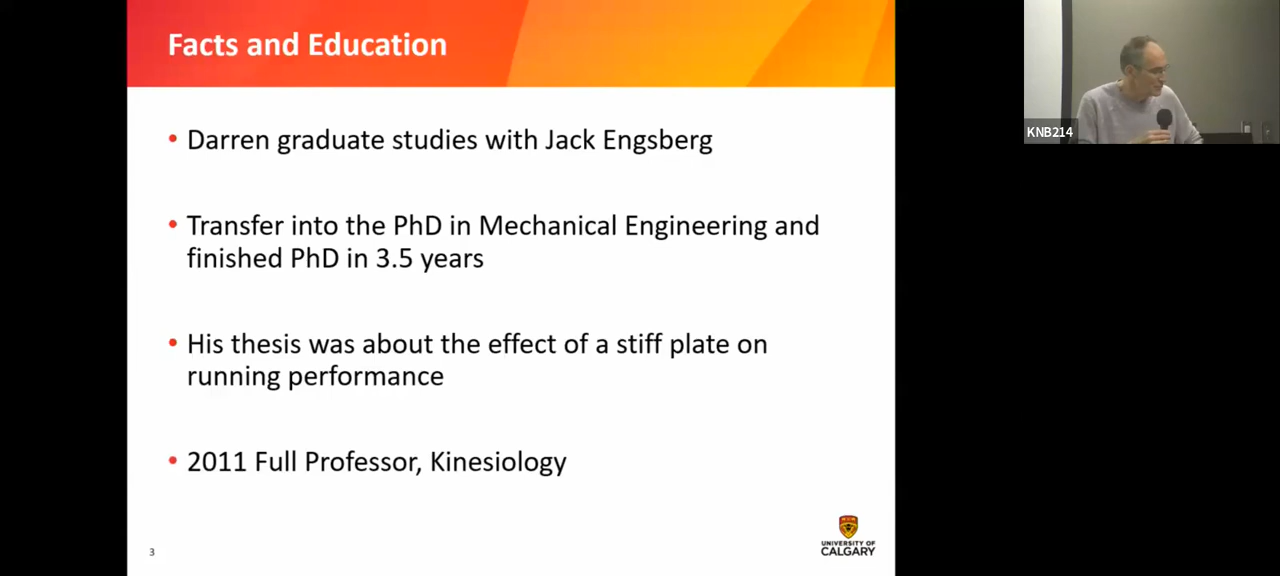 Facts and Education
• Darren graduate studies with Jack Engsberg
• Transfer into the PhD in Mechanical Engineering and
finished PhD in 3.5 years
• His thesis was about the effect of a stiff plate on
running performance
• 2011 Full Professor, Kinesiology
3
UNIVERSITY OF
CALGARY
KNB214